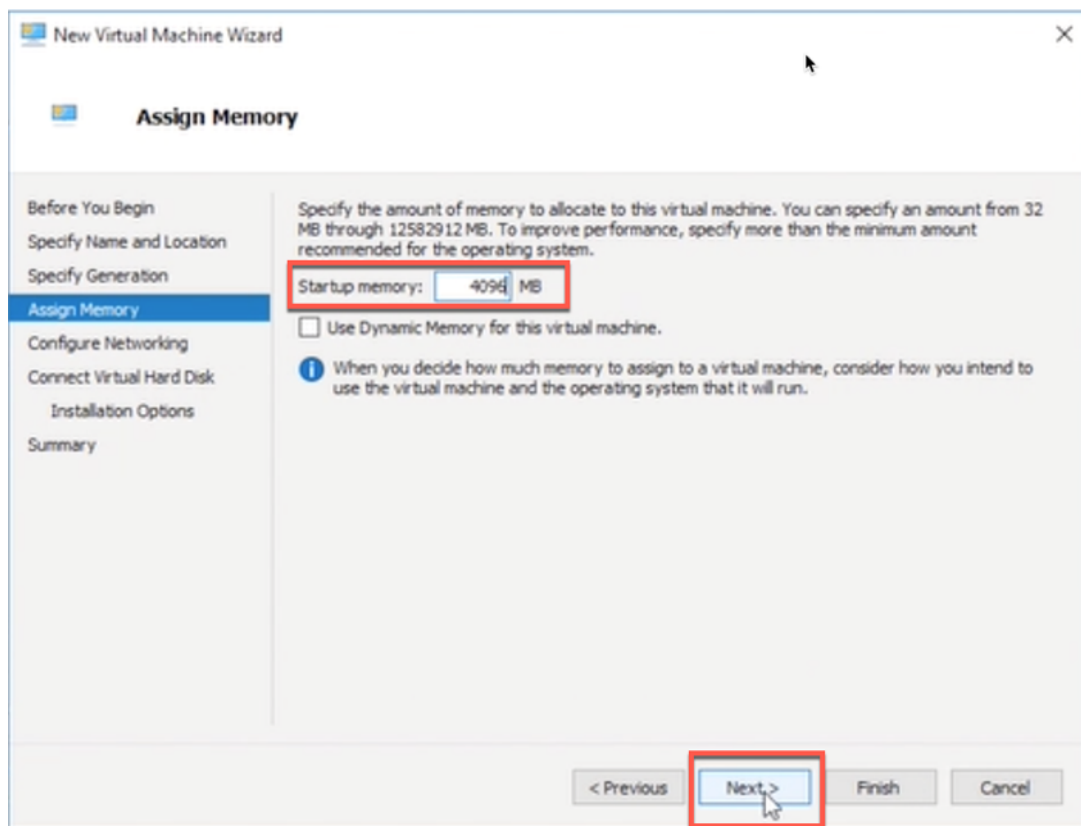 New Virtual Machine Wizard
Assign Memory
Before You Begin
Specify Name and Location
Specify Generation
Assign Memory
Configure Networking
Connect Virtual Hard Disk
Installation Options
Summary
Specify the amount of memory to allocate to this virtual machine. You can specify an amount from 32
MB through 12582912 MB. To improve performance, specify more than the minimum amount
recommended for the operating system.
Startup memory: 4096 MB
Use Dynamic Memory for this virtual machine.
When you decide how much memory to assign to a virtual machine, consider how you intend to
use the virtual machine and the operating system that it will run.
< Previous
Next >
Finish
Cancel